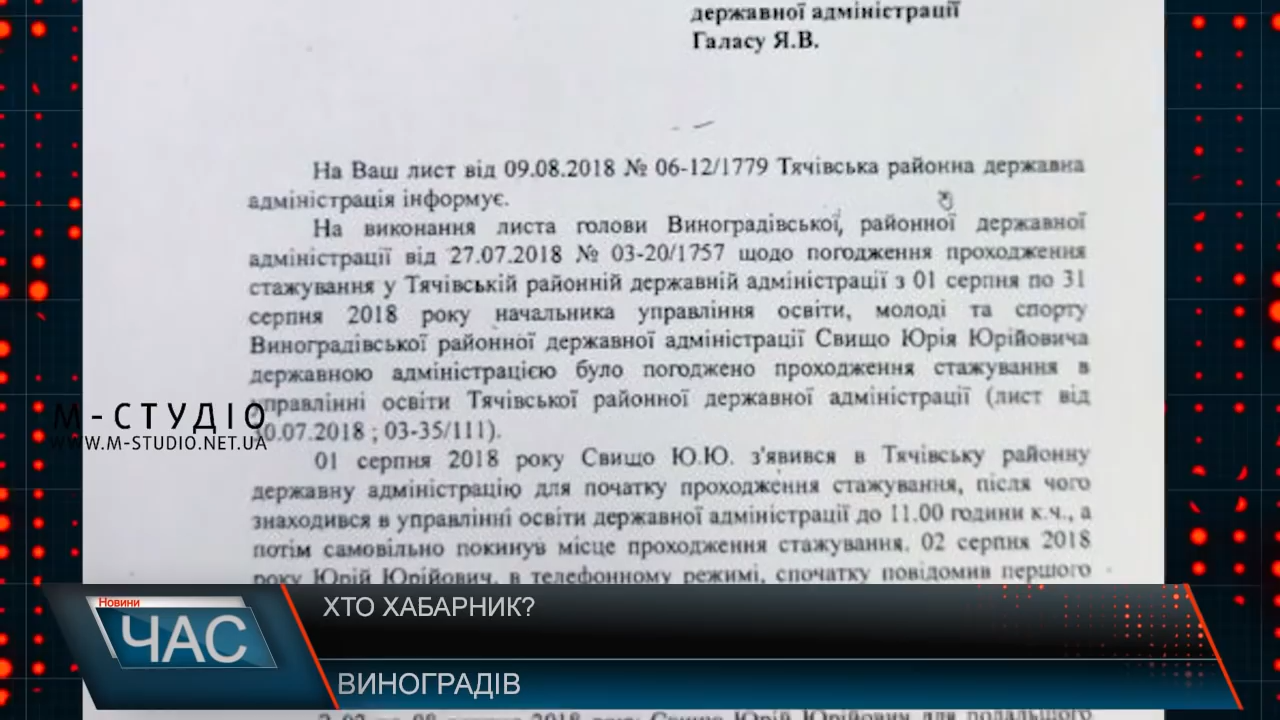 державної адміністрації
Галасу Я.В.
На Ваш лист від 09.08.2018 № 06-12/1779 Тячівська районна державна
адміністрація інформує.
На виконання листа голови Виноградівської районної державної
адміністрації від 27.07.2018 № 03-20/1757 щодо погодження проходження
стажування у Тячівській районній державній адміністрації з 01 серпня по 31
серпня 2018 року начальника управління освіти, молоді та спорту
Виноградівської районної державної адміністрації Свищо Юрія Юрійовича
державною адміністрацією було погоджено проходження стажування в
управлінні освіти Тячівської районної державної адміністрації (лист від
30.07.2018 ; 03-35/111).
01 серпня 2018 року Свищо Ю.Ю. з'явився в Тячівську районну
державну адміністрацію для початку проходження стажування, після чого
знаходився в управлінні освіти державної адміністрації до 11.00 години к.ч., а
потім самовільно покинув місце проходження стажування. 02 серпня 2018
року Юрій Юрійович, в телефонному режимі, спочатку повідомив першого
М-СТУДІО
WWW.M-STUDIO.NET.UA
Новини
ЧАС
ХТО ХАБАРНИК?
ВИНОГРАДІВ